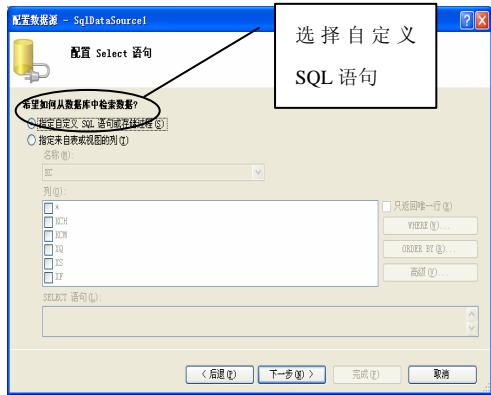 配置数据源 - SqlDataSource1
选择自定义
SQL 语句
配置 Select 语句
希望如何从数据库中检索数据?
指定自定义 SQL 语句或存储过程(S)
指定来自表或视图的列(T)
名称(M):
KC
列(O):
*
KCH
KCM
XQ
XS
XF
只返回唯一行(E)
WHERE(W)...
ORDER BY(R)...
高级(V)...
SELECT 语句(L):
< 后退(P)
下一步(N) >
完成(F)
取消